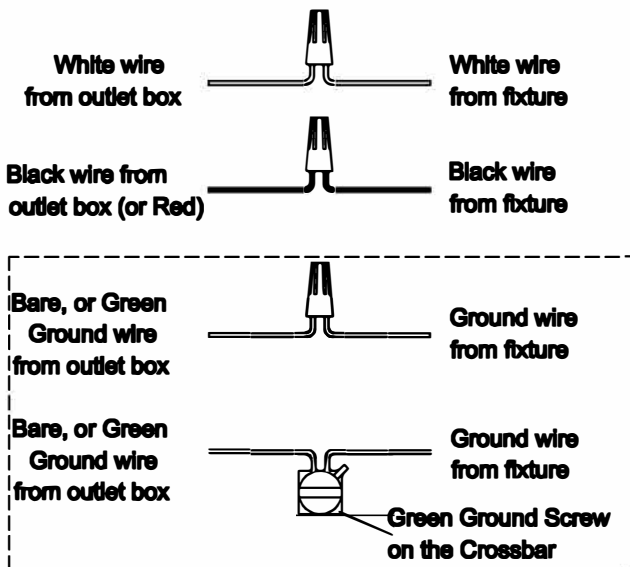 White wire
from outlet box
White wire
from fixture
Black wire from
outlet box (or Red)
Black wire
from fixture
Bare, or Green
Ground wire
from outlet box
Ground wire
from fixture
Bare, or Green
Ground wire
from outlet box
Ground wire
from fixture
Green Ground Screw
on the Crossbar